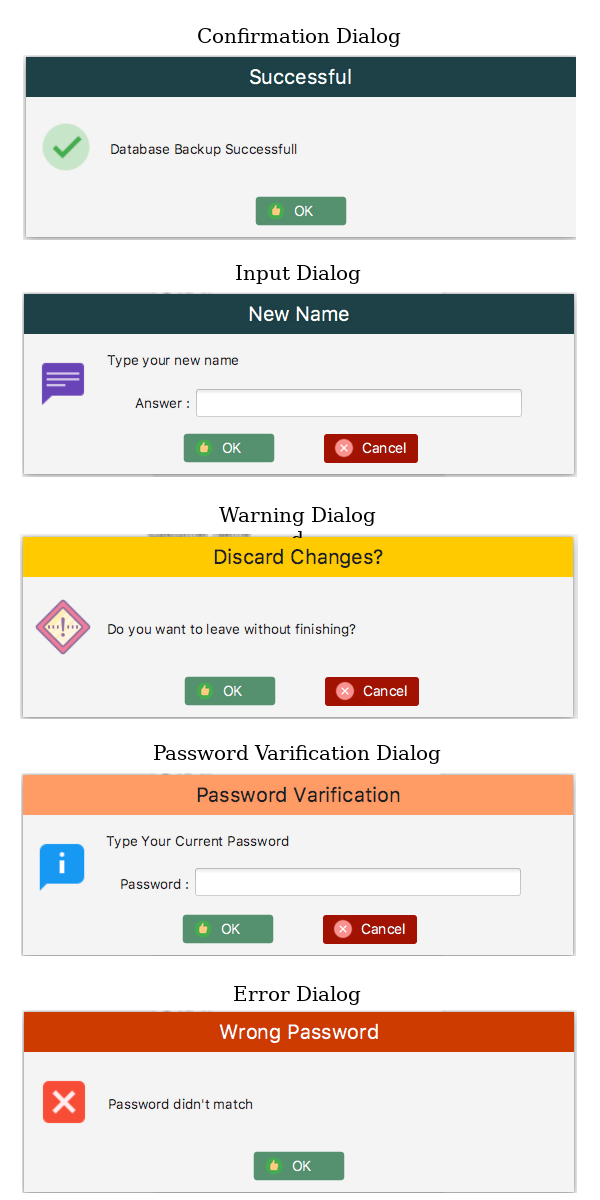 Confirmation Dialog
Successful
Database Backup Successfull
OK
Input Dialog
New Name
Type your new name
Answer :
OK Cancel
Warning Dialog
Discard Changes?
Do you want to leave without finishing?
OK Cancel
Password Varification Dialog
Password Varification
Type Your Current Password
Password :
OK Cancel
Error Dialog
Wrong Password
Password didn't match
OK